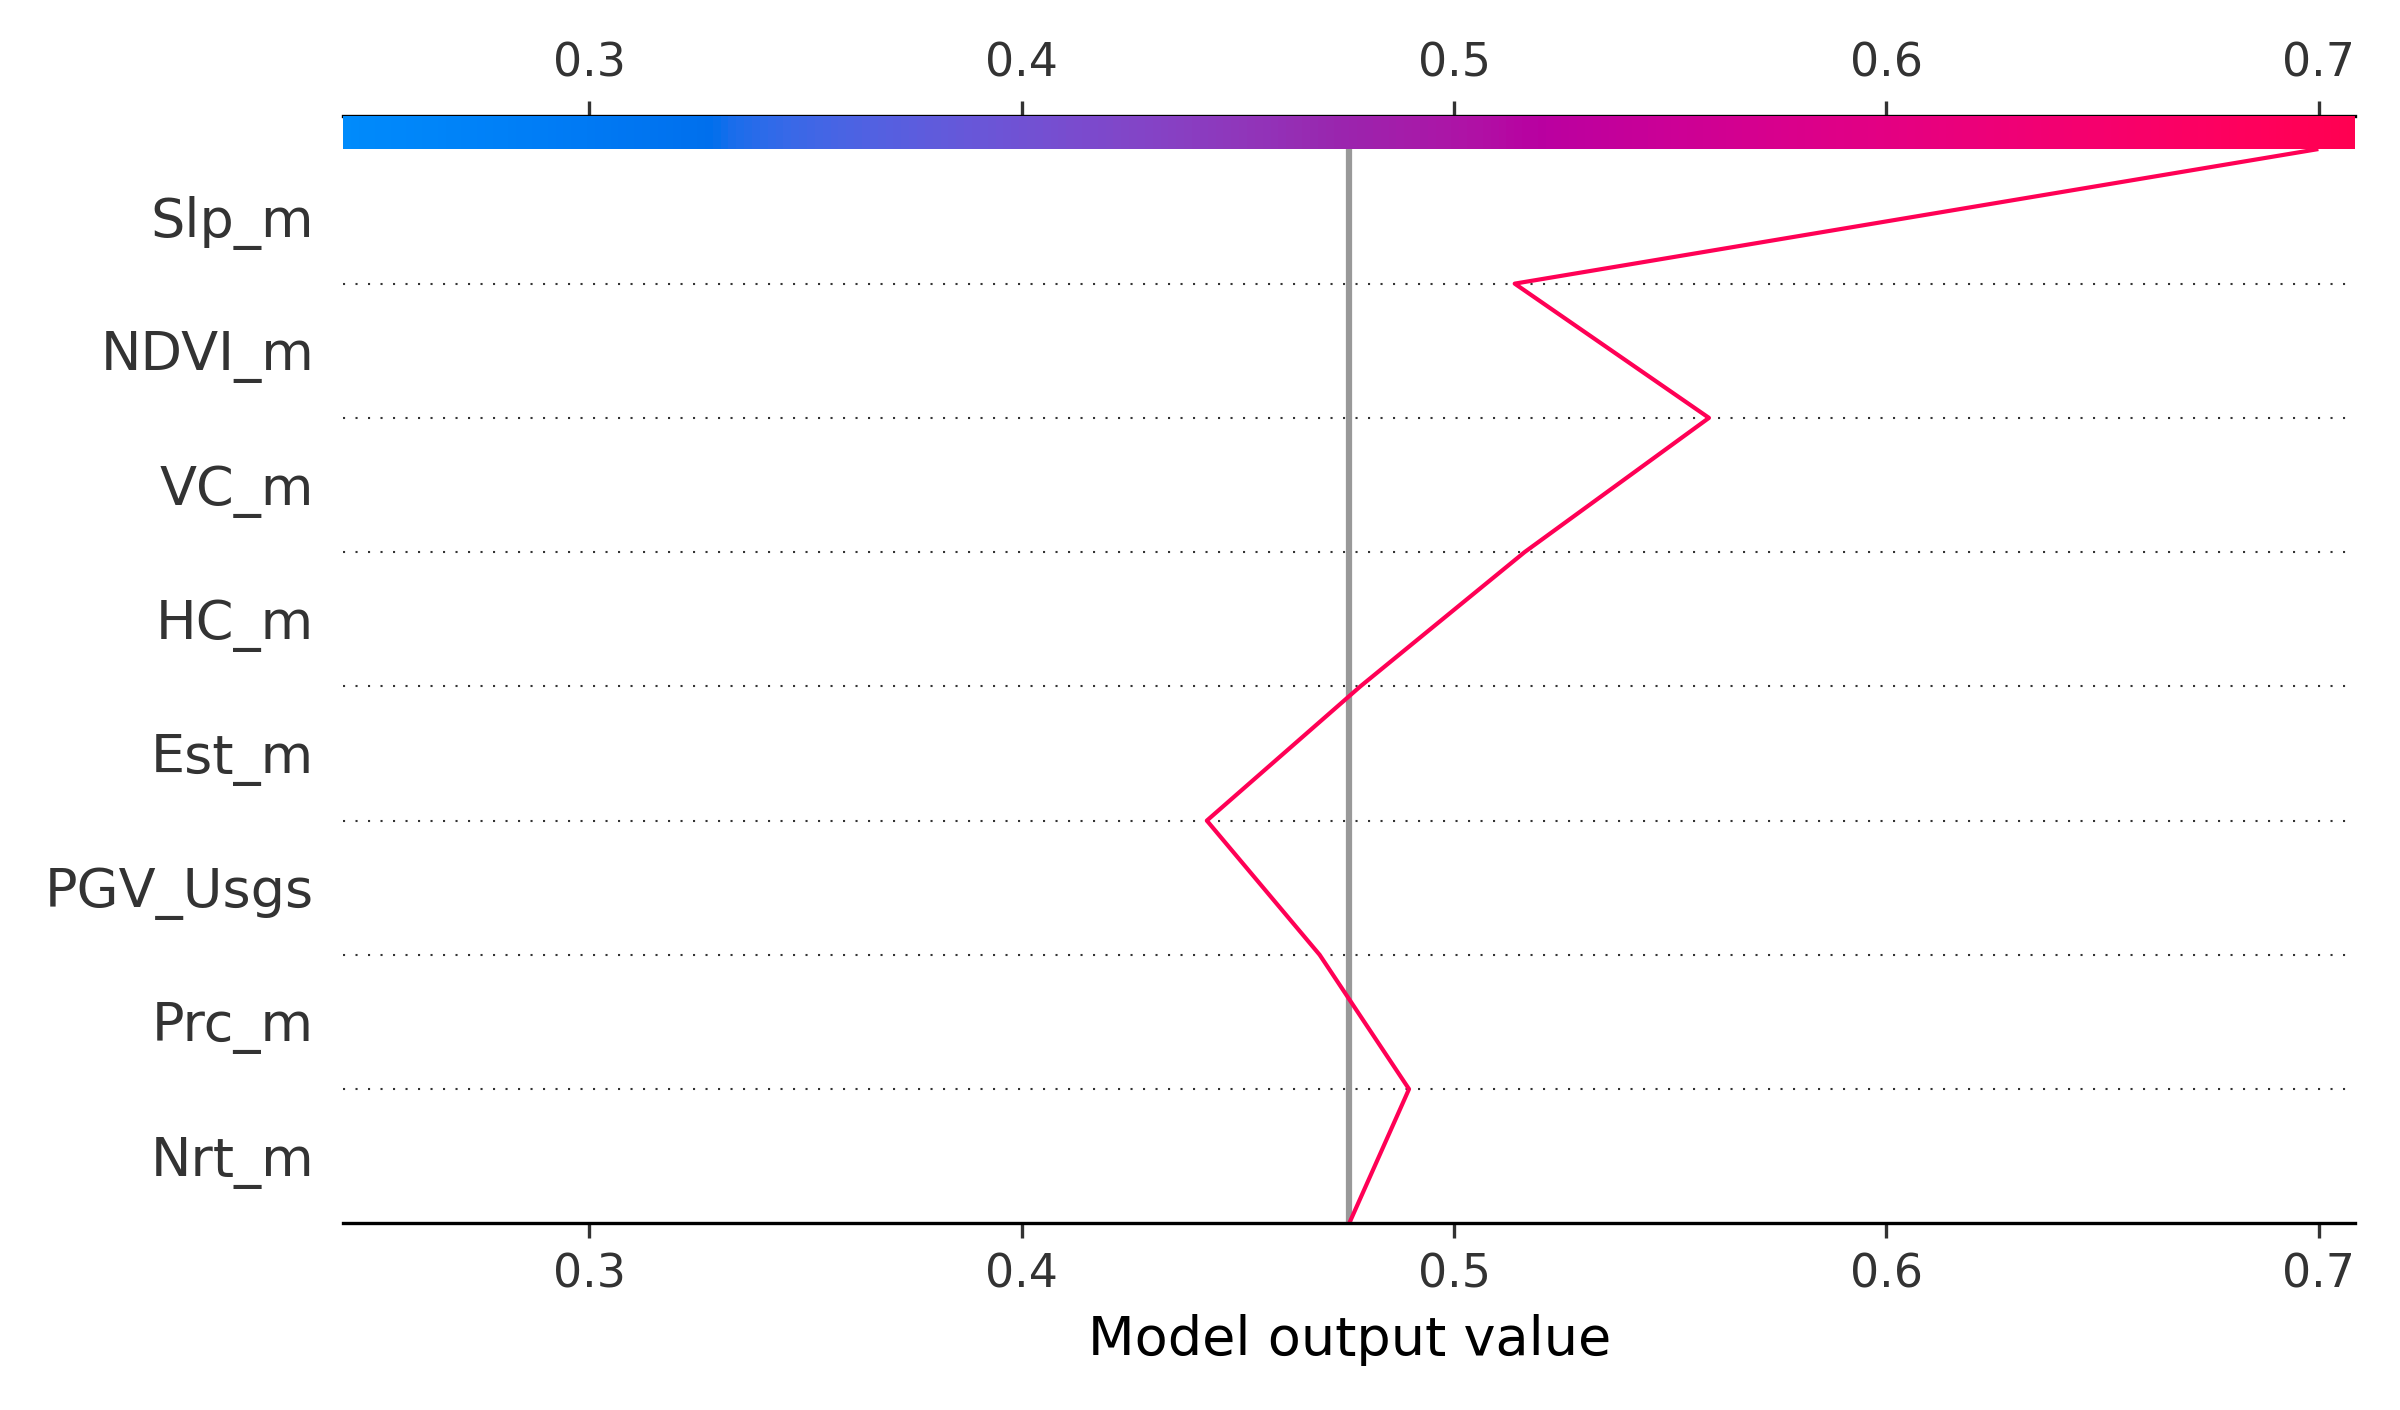 0.3 0.4 0.5 0.6 0.7
Slp_m
NDVI_m
VC_m
HC_m
Est_m
PGV_Usgs
Prc_m
Nrt_m
0.3 0.4 0.5 0.6 0.7
Model output value